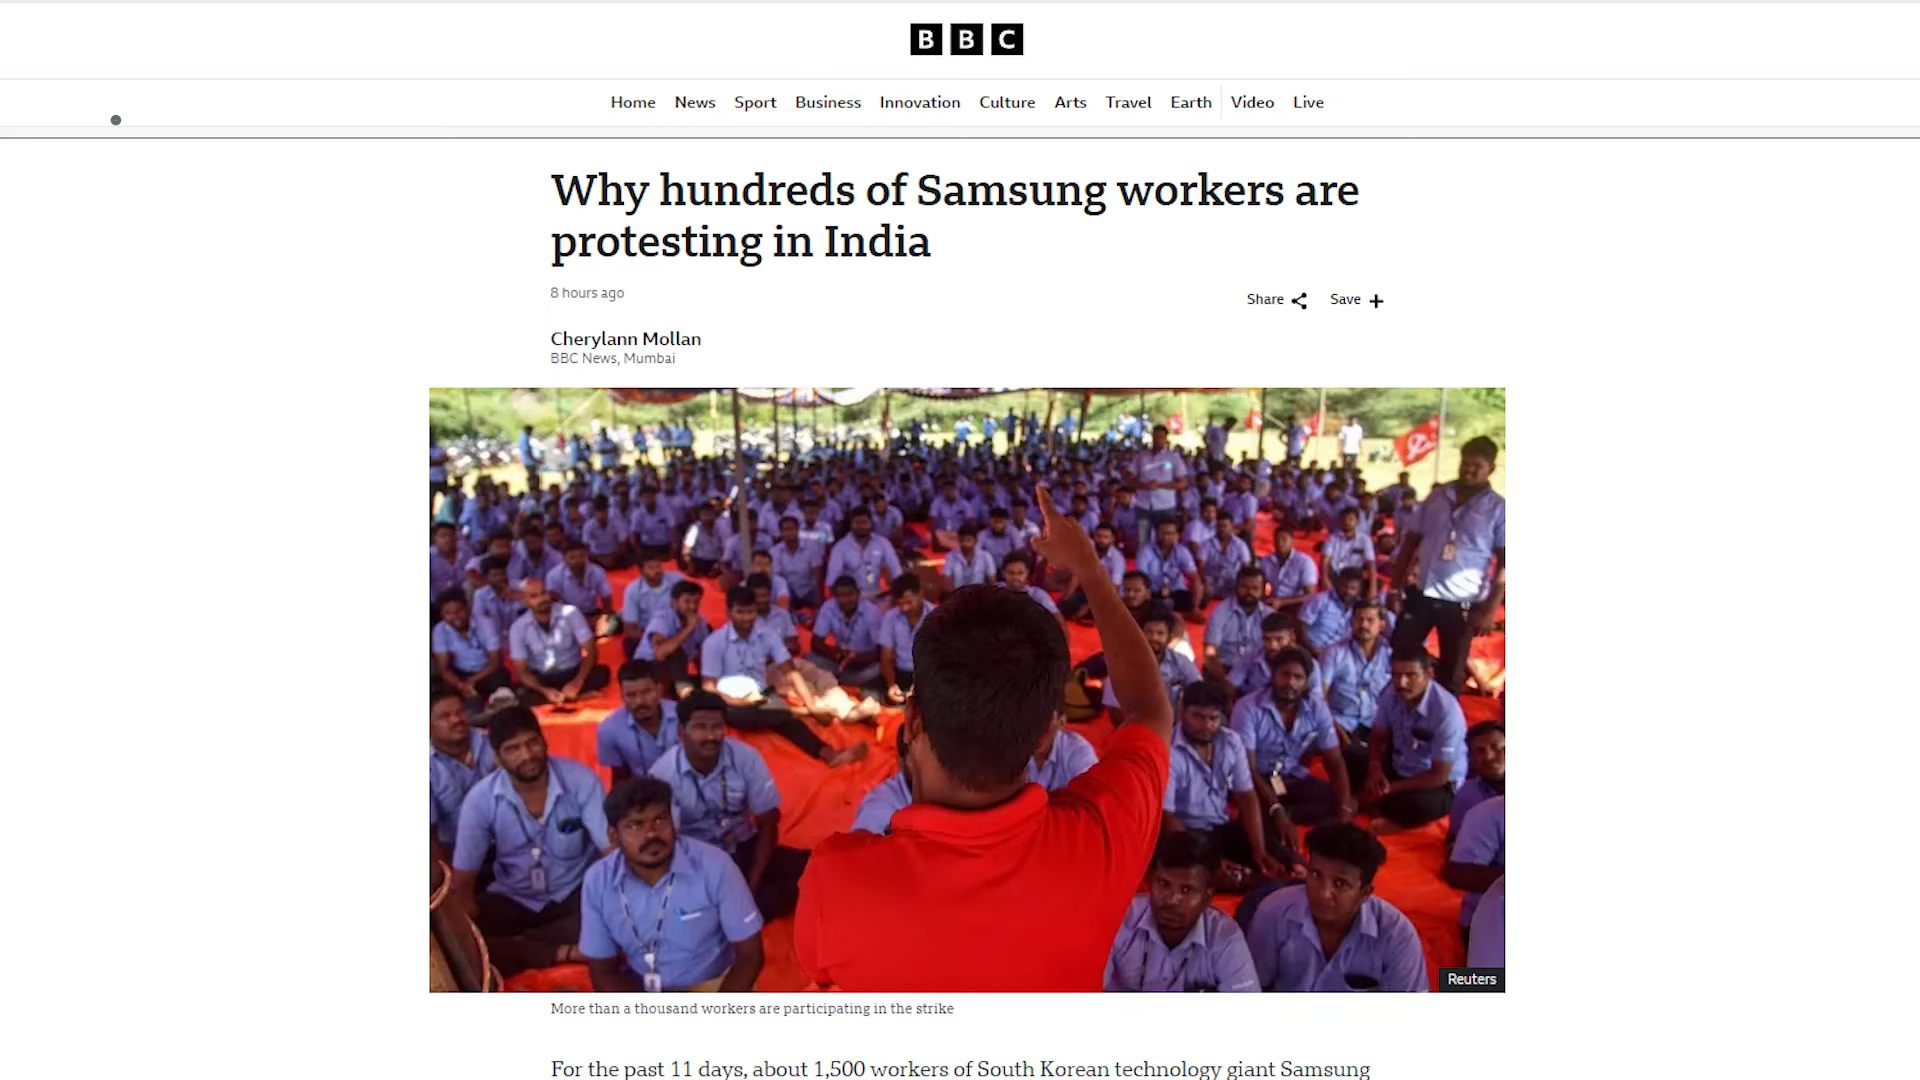 BBC
Home News Sport Business Innovation Culture Arts Travel Earth Video Live
Why hundreds of Samsung workers are
protesting in India
8 hours ago
Share Save
Cherylann Mollan
BBC News, Mumbai
Reuters
More than a thousand workers are participating in the strike
For the past 11 days, about 1,500 workers of South Korean technology giant Samsung